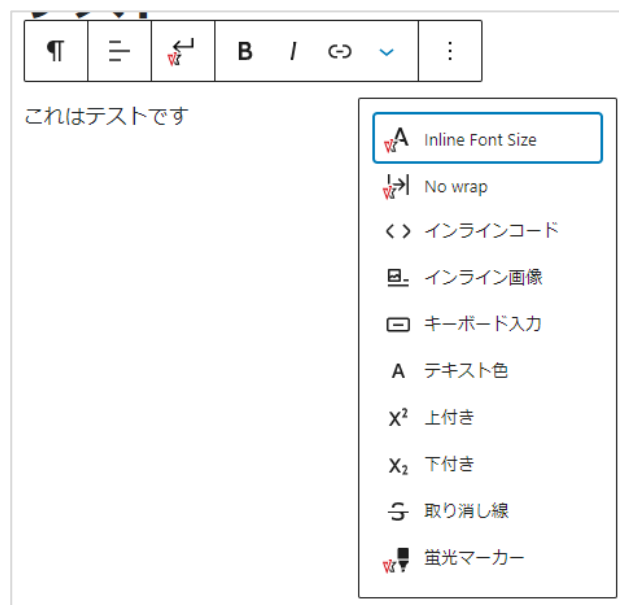 B I
これはテストです
Inline Font Size
No wrap
インラインコード
インライン画像
キーボード入力
テキスト色
上付き
下付き
取り消し線
蛍光マーカー